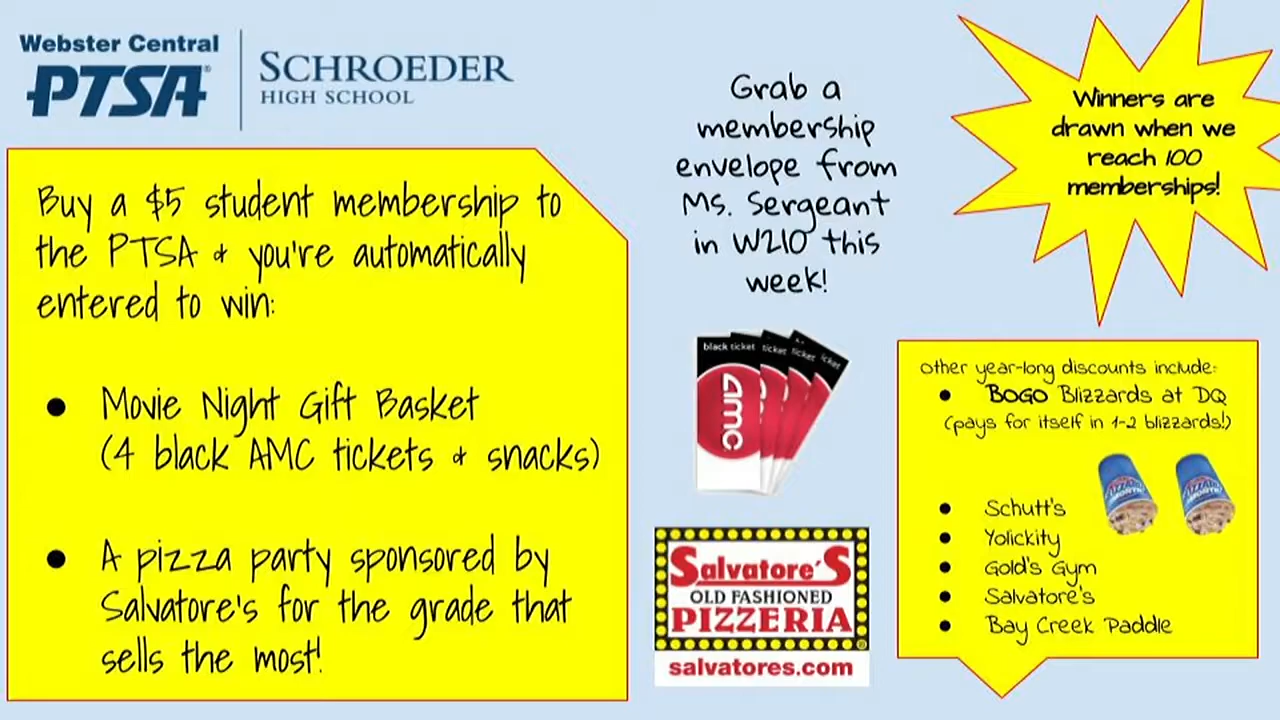 Webster Central
PTSA®
SCHROEDER
HIGH SCHOOL
Buy a $5 student membership to
the PTSA & you're automatically
entered to win:
● Movie Night Gift Basket
(4 black AMC tickets & snacks)
● A pizza party sponsored by
Salvatore's for the grade that
sells the most!
Grab a
membership
envelope from
Ms. Sergeant
in W210 this
week!
black ticket
ticket
ticket
icket
amc
Salvatore'S
OLD FASHIONED
PIZZERIA
®
salvatores.com
Winners are
drawn when we
reach 100
memberships!
Other year-long discounts include:
● BOGO Blizzards at DQ
(pays for itself in 1-2 blizzards!)
● Schutt's
● Yolickity
● Gold's Gym
● Salvatore's
● Bay Creek Paddle